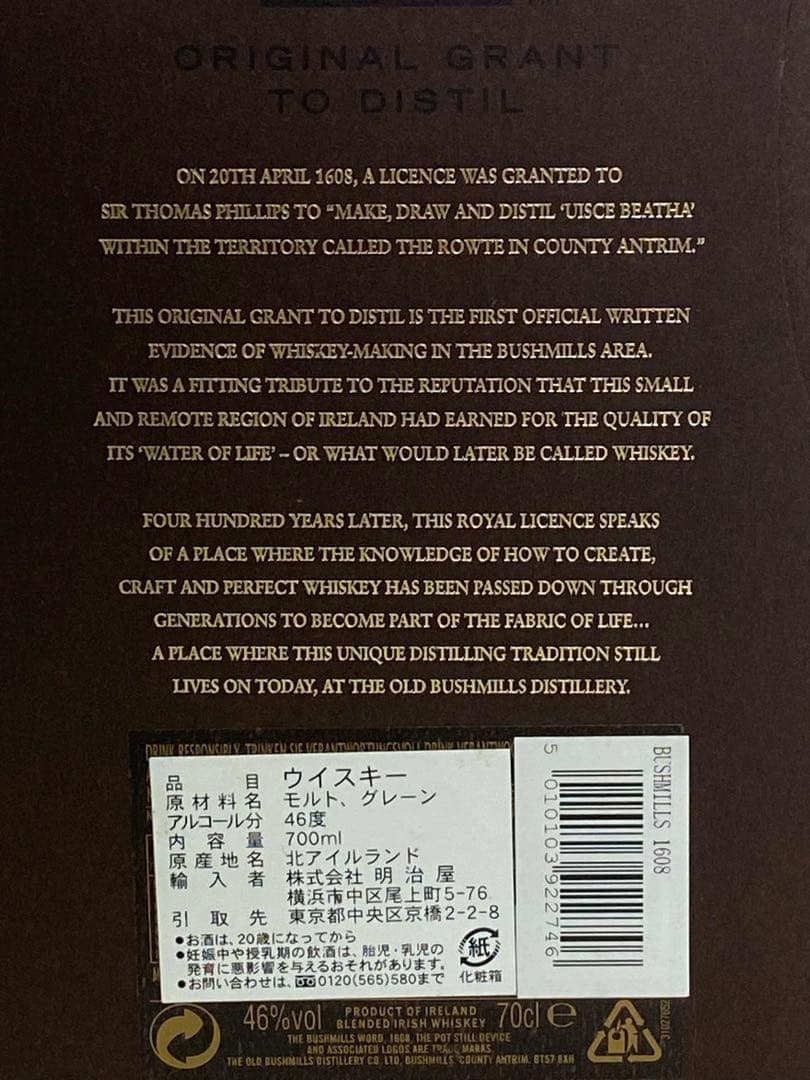 ORIGINAL GRANT
TO DISTIL
ON 20TH APRIL 1608, A LICENCE WAS GRANTED TO
SIR THOMAS PHILLIPS TO “MAKE, DRAW AND DISTIL ‘UISCE BEATHA’
WITHIN THE TERRITORY CALLED THE ROWTE IN COUNTY ANTRIM.”
THIS ORIGINAL GRANT TO DISTIL IS THE FIRST OFFICIAL WRITTEN
EVIDENCE OF WHISKEY-MAKING IN THE BUSHMILLS AREA.
IT WAS A FITTING TRIBUTE TO THE REPUTATION THAT THIS SMALL
AND REMOTE REGION OF IRELAND HAD EARNED FOR THE QUALITY OF
ITS ‘WATER OF LIFE’ – OR WHAT WOULD LATER BE CALLED WHISKEY.
FOUR HUNDRED YEARS LATER, THIS ROYAL LICENCE SPEAKS
OF A PLACE WHERE THE KNOWLEDGE OF HOW TO CREATE,
CRAFT AND PERFECT WHISKEY HAS BEEN PASSED DOWN THROUGH
GENERATIONS TO BECOME PART OF THE FABRIC OF LIFE...
A PLACE WHERE THIS UNIQUE DISTILLING TRADITION STILL
LIVES ON TODAY, AT THE OLD BUSHMILLS DISTILLERY.
DRINK RESPONSIBLY. TRINKEN SIE VERANTWORTUNGSVOLL. DRINK
品目 ウイスキー
原材料名 モルト、グレーン
アルコール分 46度
内容量 700ml
原産地名 北アイルランド
輸入者 株式会社 明治屋
横浜市中区尾上町5-76
引取先 東京都中央区京橋2-2-8
●お酒は、20歳になってから
●妊娠中や授乳期の飲酒は、胎児・乳児の
発育に悪影響を与えるおそれがあります。
●お問い合わせは、0120(565)580まで
紙
化粧箱
BUSHMILLS 1608
5 010103 922746
46%vol
PRODUCT OF IRELAND
BLENDED IRISH WHISKEY
70cl e
THE BUSHMILLS WORD, 1608, THE POT STILL DEVICE
AND ASSOCIATED LOGOS ARE TRADE MARKS
THE OLD BUSHMILLS DISTILLERY CO. LTD, BUSHMILLS, COUNTY ANTRIM. BT57 8XH